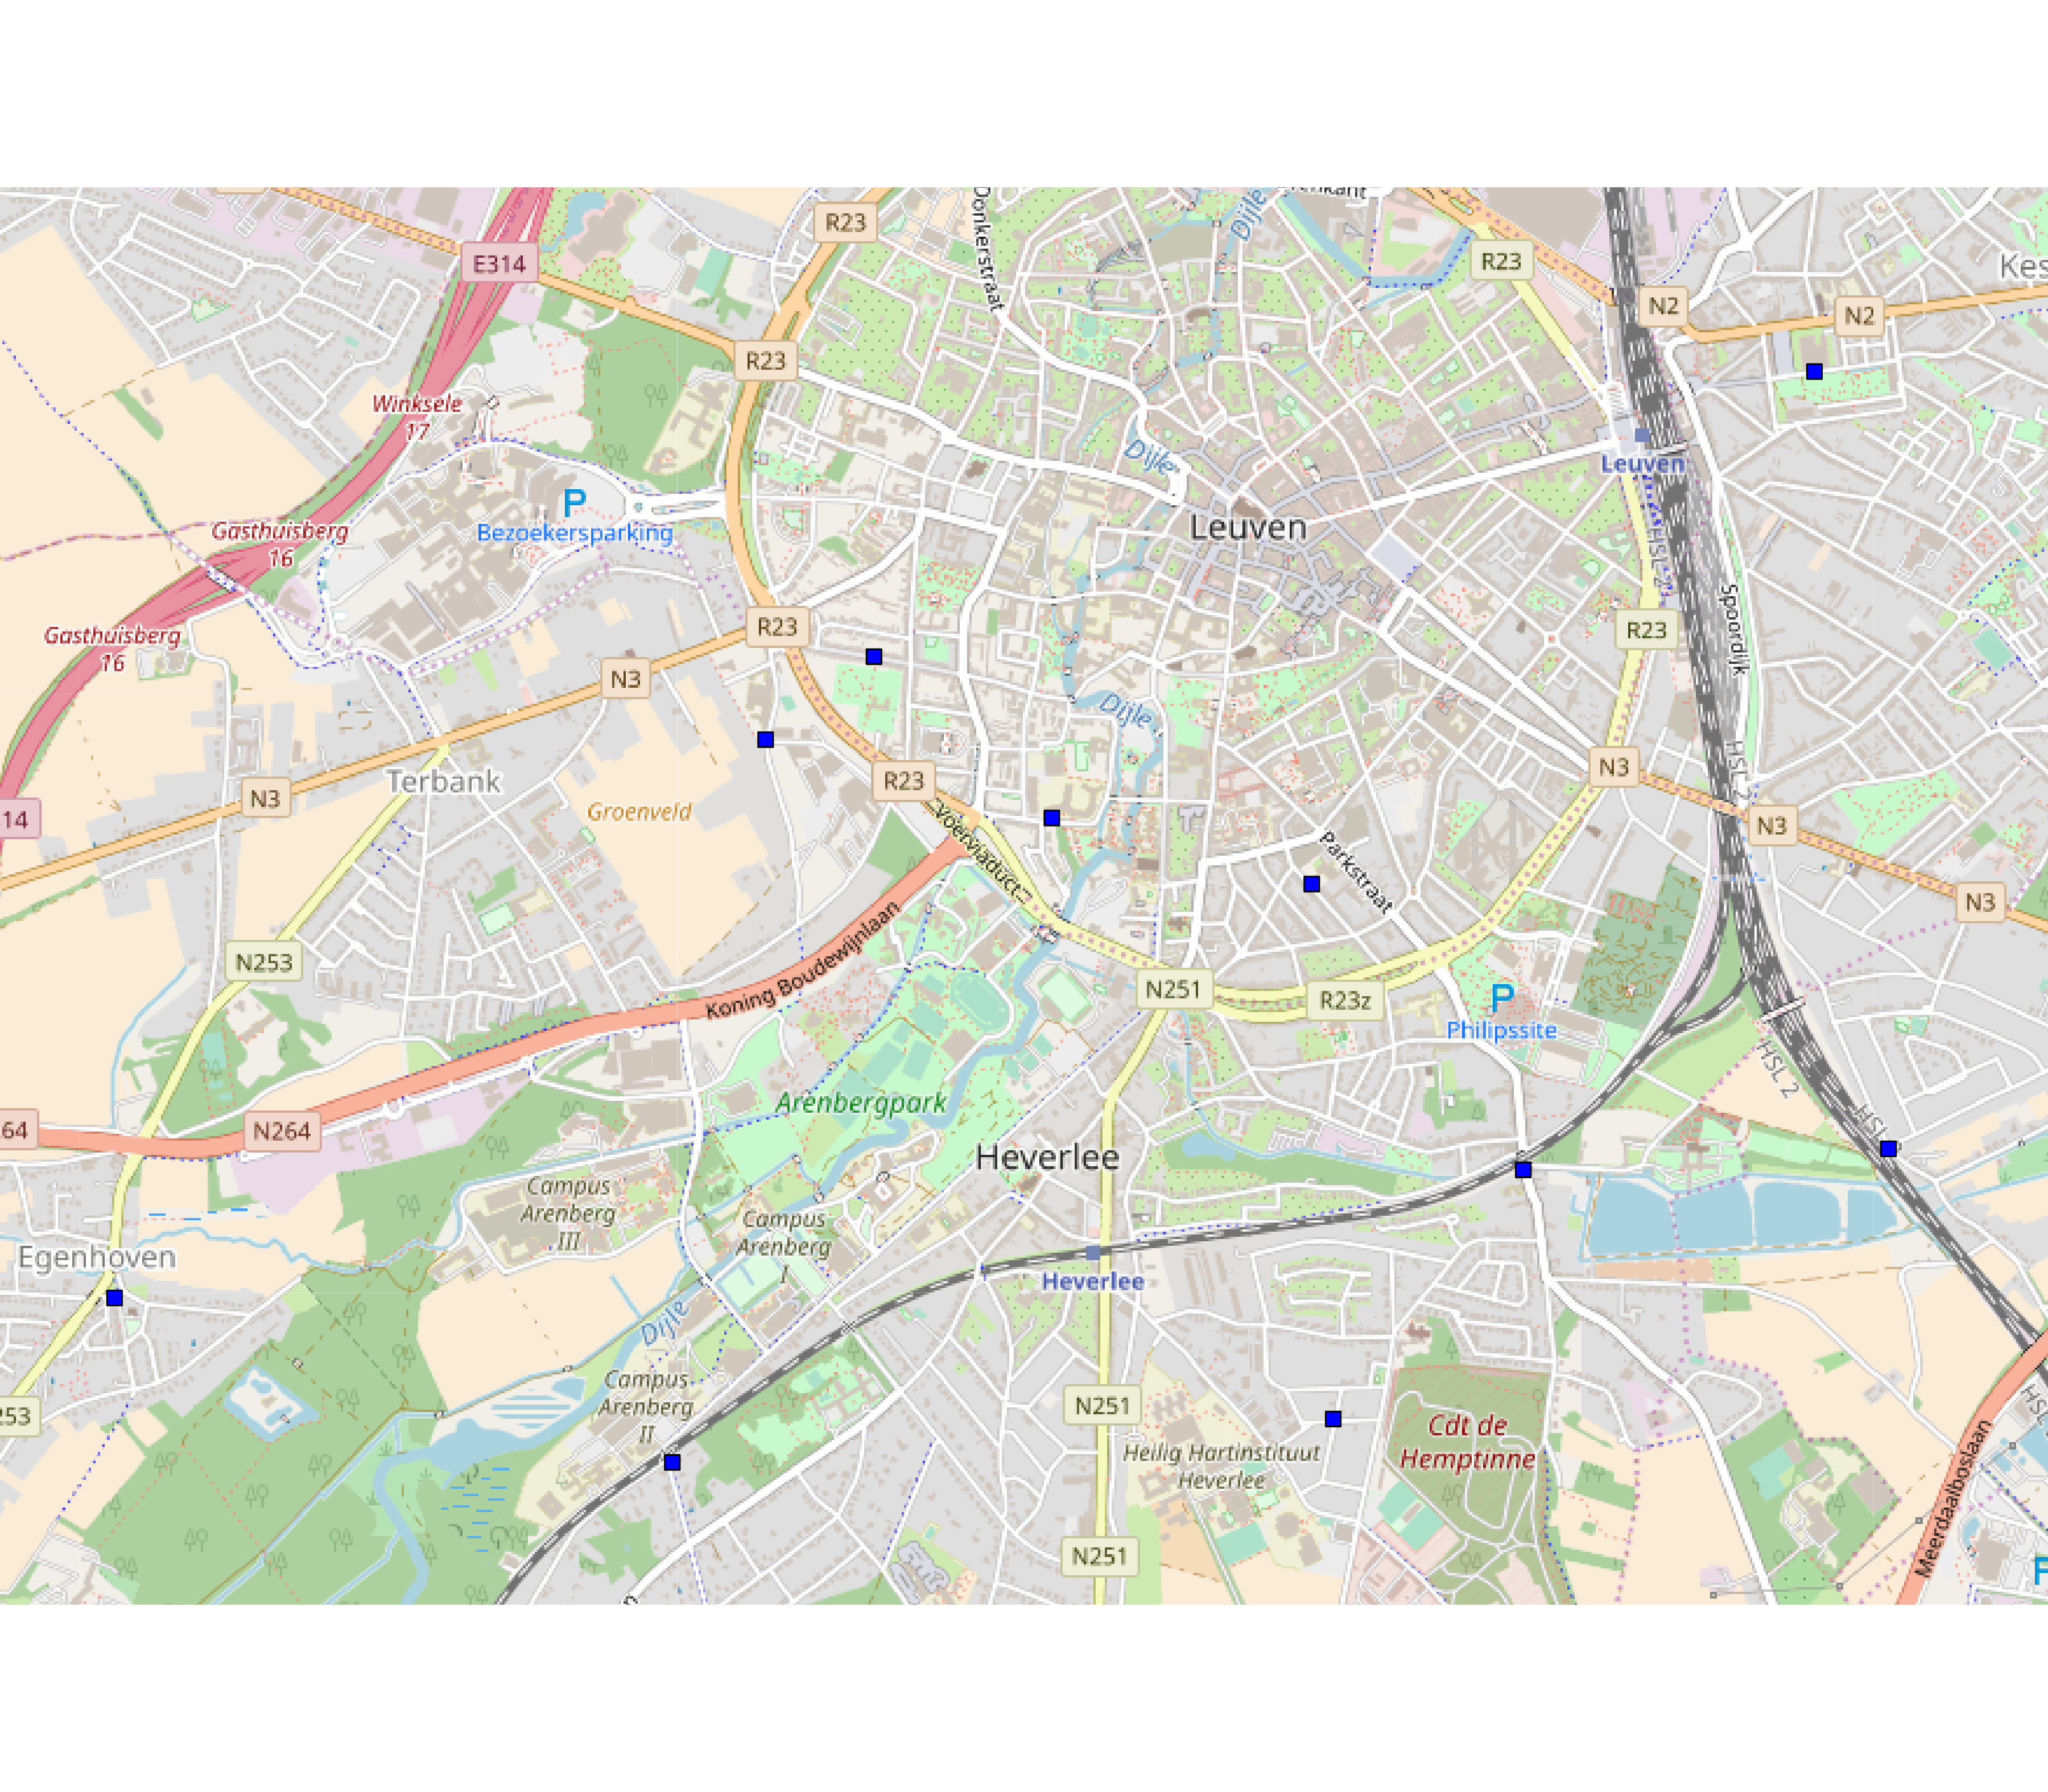 Donkerstraat
Dijle
R23
E314
R23
Kes
N2
N2
R23
Winksele
17
Dijle
Leuven
P
Bezoekersparking
Leuven
Gasthuisberg
16
HSL 2
Spoordijk
Gasthuisberg
16
R23
R23
N3
Dijle
HSL 2
Terbank
R23
N3
N3
Groenveld
14
"Voerviaduct"
N3
Parkstraat
N3
Koning Boudewijnlaan
N253
N251
R23z
P
Philipssite
HSL 2
Arenbergpark
HSL
64
N264
Heverlee
Campus
Arenberg
III
Campus
Arenberg
I
Egenhoven
Heverlee
Dijle
Campus
Arenberg
II
N251
253
Cdt de
Hemptinne
HSL
Heilig Hartinstituut
Heverlee
Meerdaalboslaan
N251